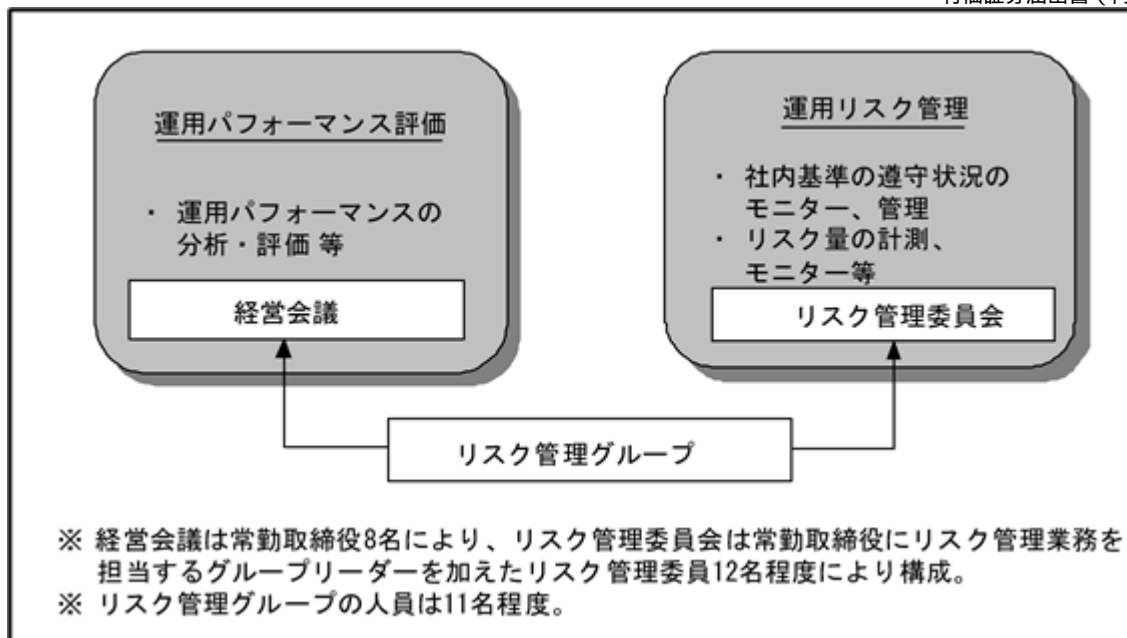 運用パフォーマンス評価
・ 運用パフォーマンスの
分析・評価 等
経営会議
運用リスク管理
・ 社内基準の遵守状況の
モニター、管理
・ リスク量の計測、
モニター等
リスク管理委員会
リスク管理グループ
※ 経営会議は常勤取締役8名により、リスク管理委員会は常勤取締役にリスク管理業務を
担当するグループリーダーを加えたリスク管理委員12名程度により構成。
※ リスク管理グループの人員は11名程度。